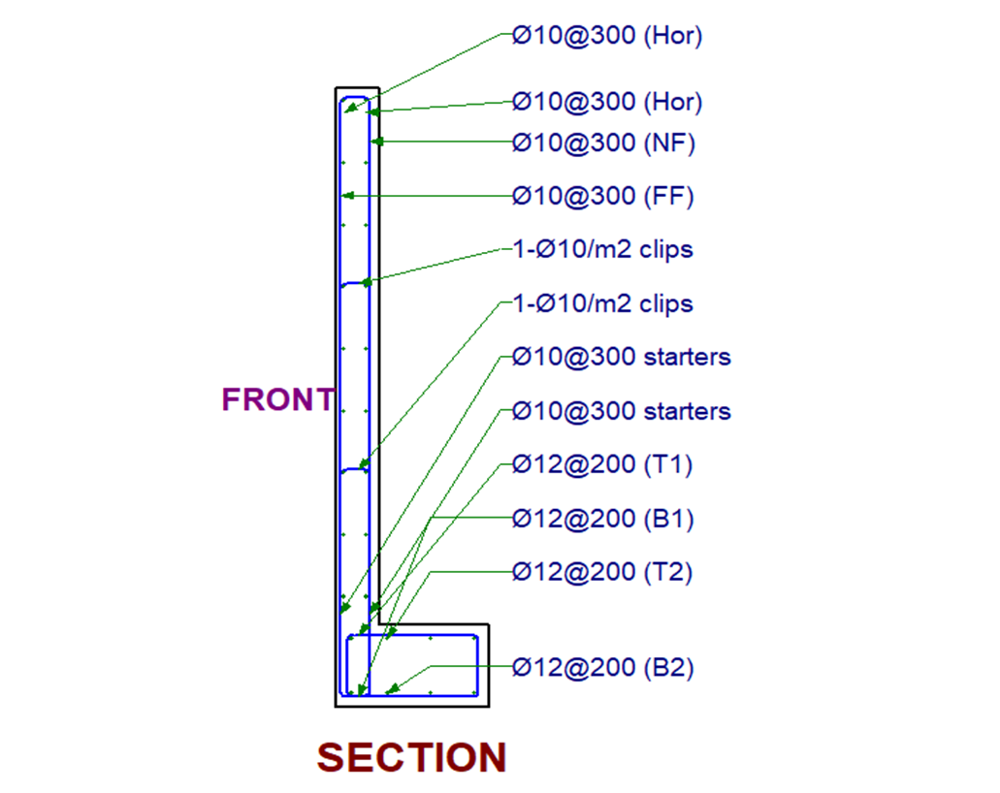 Ø10@300 (Hor)
Ø10@300 (Hor)
Ø10@300 (NF)
Ø10@300 (FF)
1-Ø10/m2 clips
1-Ø10/m2 clips
Ø10@300 starters
FRONT
Ø10@300 starters
Ø12@200 (T1)
Ø12@200 (B1)
Ø12@200 (T2)
Ø12@200 (B2)
SECTION